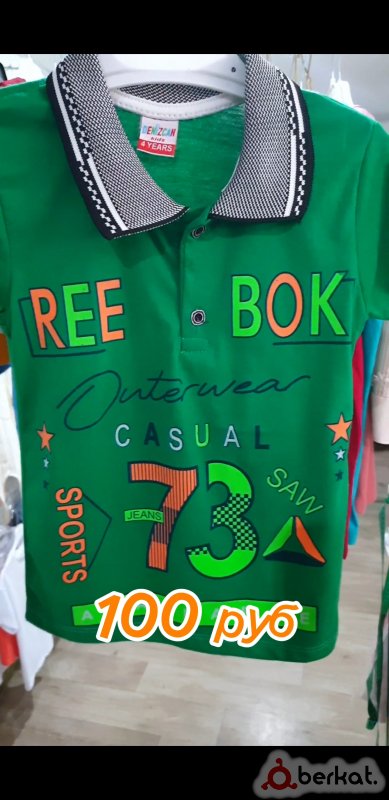 DENIZCAN
KIDS
4 YEARS
REE BOK
Outerwear
CASUAL
73
JEANS
SAW
SPORTS
100 руб
berkat.